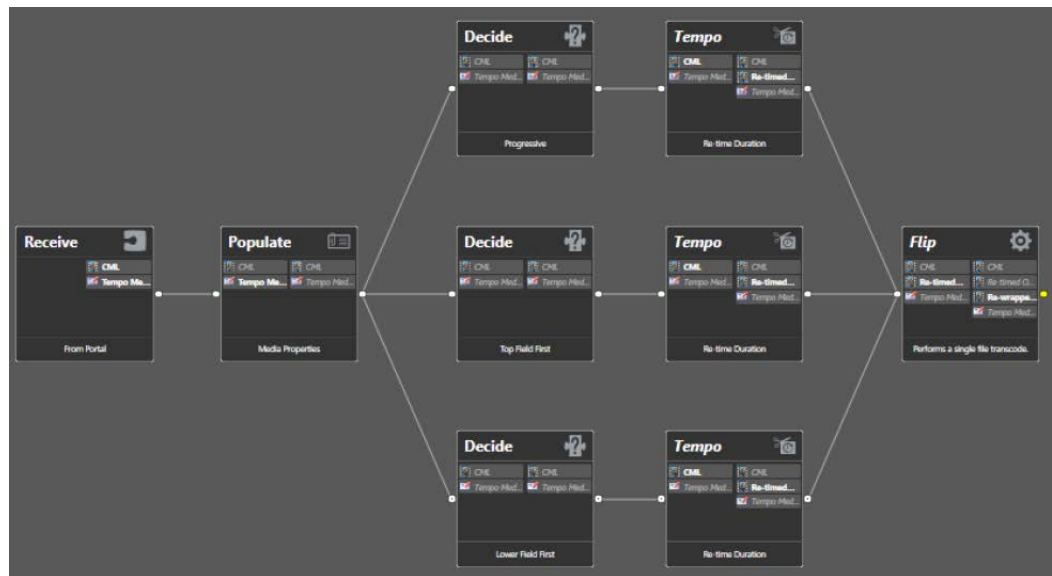 Receive
CML
Tempo Me...
From Portal
Populate
CML CML
Tempo Me... Tempo Med...
Media Properties
Decide
CML CML
Tempo Med... Tempo Med...
Progressive
Tempo
CML CML
Tempo Med... Re-timed...
Tempo Med...
Re-time Duration
Decide
CML CML
Tempo Med... Tempo Med...
Top Field First
Tempo
CML CML
Tempo Med... Re-timed...
Tempo Med...
Re-time Duration
Decide
CML CML
Tempo Med... Tempo Med...
Lower Field First
Tempo
CML CML
Tempo Med... Re-timed...
Tempo Med...
Re-time Duration
Flip
CML CML
Re-timed... Re-timed O...
Tempo Med... Re-wrappe...
Tempo Med...
Performs a single file transcode.